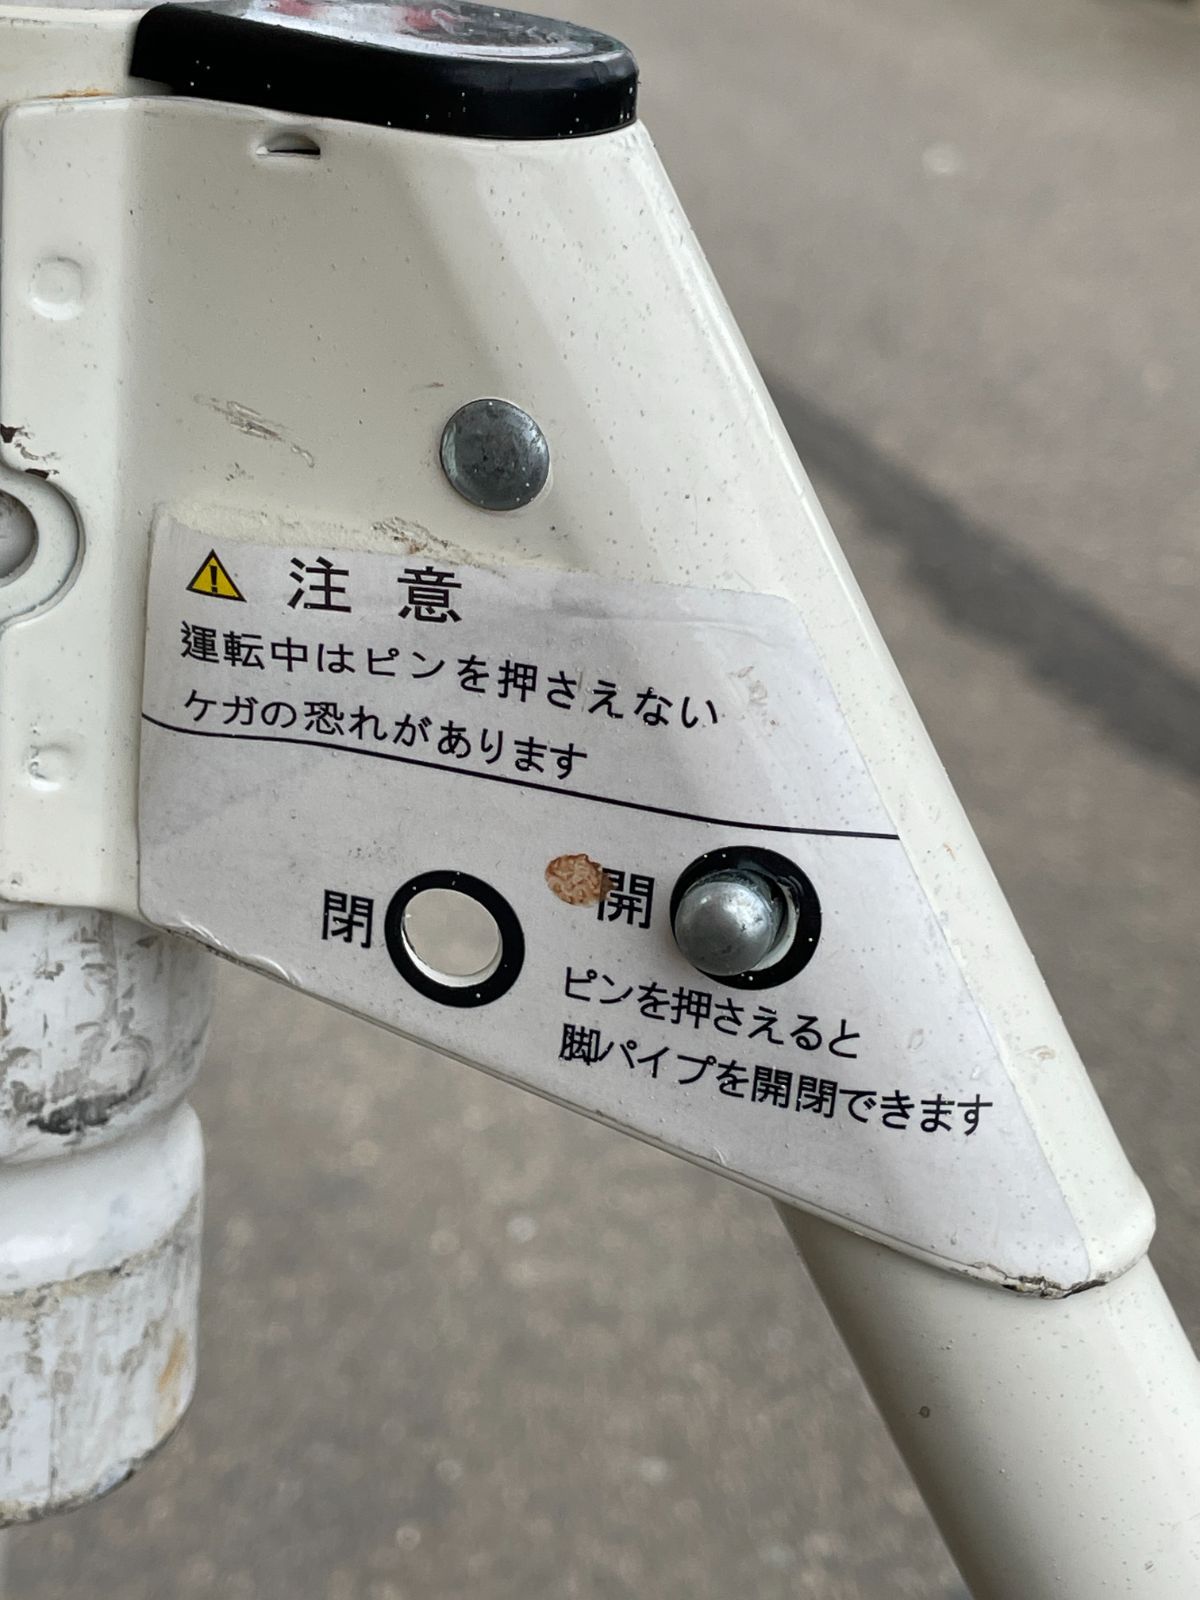 注意
運転中はピンを押さえない
ケガの恐れがあります
閉
開
ピンを押さえると
脚パイプを開閉できます